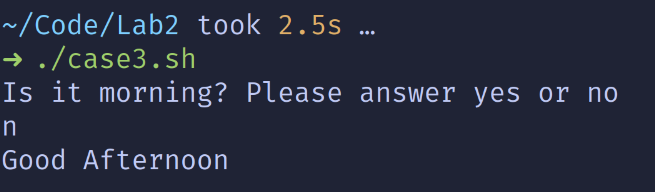 ~/Code/Lab2 took 2.5s …
➜ ./case3.sh
Is it morning? Please answer yes or no
n
Good Afternoon